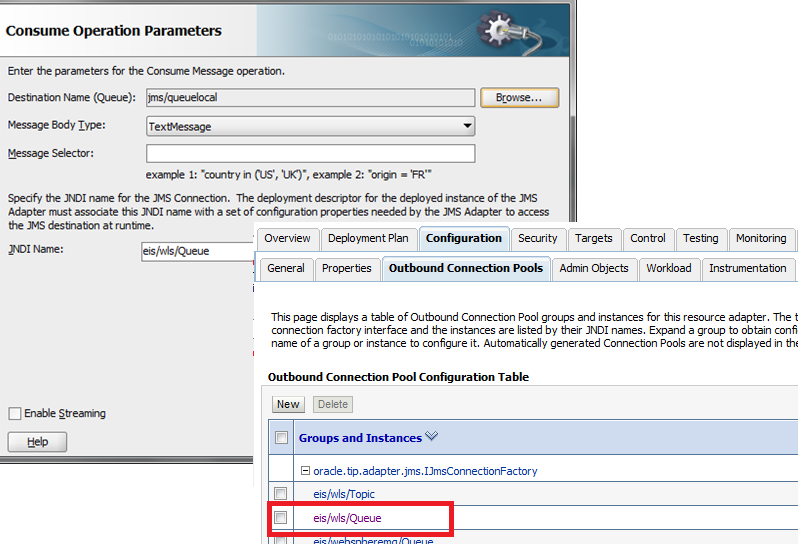 Consume Operation Parameters
Enter the parameters for the Consume Message operation.
Destination Name (Queue): jms/queuelocal Browse...
Message Body Type: TextMessage
Message Selector:
example 1: "country in ('US', 'UK')", example 2: "origin = 'FR'"
Specify the JNDI name for the JMS Connection. The deployment descriptor for the deployed instance of the JMS
Adapter must associate this JNDI name with a set of configuration properties needed by the JMS Adapter to access
the JMS destination at runtime.
JNDI Name: eis/wls/Queue
Enable Streaming
Help
Overview Deployment Plan Configuration Security Targets Control Testing Monitoring
General Properties Outbound Connection Pools Admin Objects Workload Instrumentation
This page displays a table of Outbound Connection Pool groups and instances for this resource adapter. The t
connection factory interface and the instances are listed by their JNDI names. Expand a group to obtain confi
name of a group or instance to configure it. Automatically generated Connection Pools are not displayed in the
Outbound Connection Pool Configuration Table
New Delete
Groups and Instances
oracle.tip.adapter.jms.IJmsConnectionFactory
eis/wls/Topic
eis/wls/Queue
eis/webspheremq/Queue